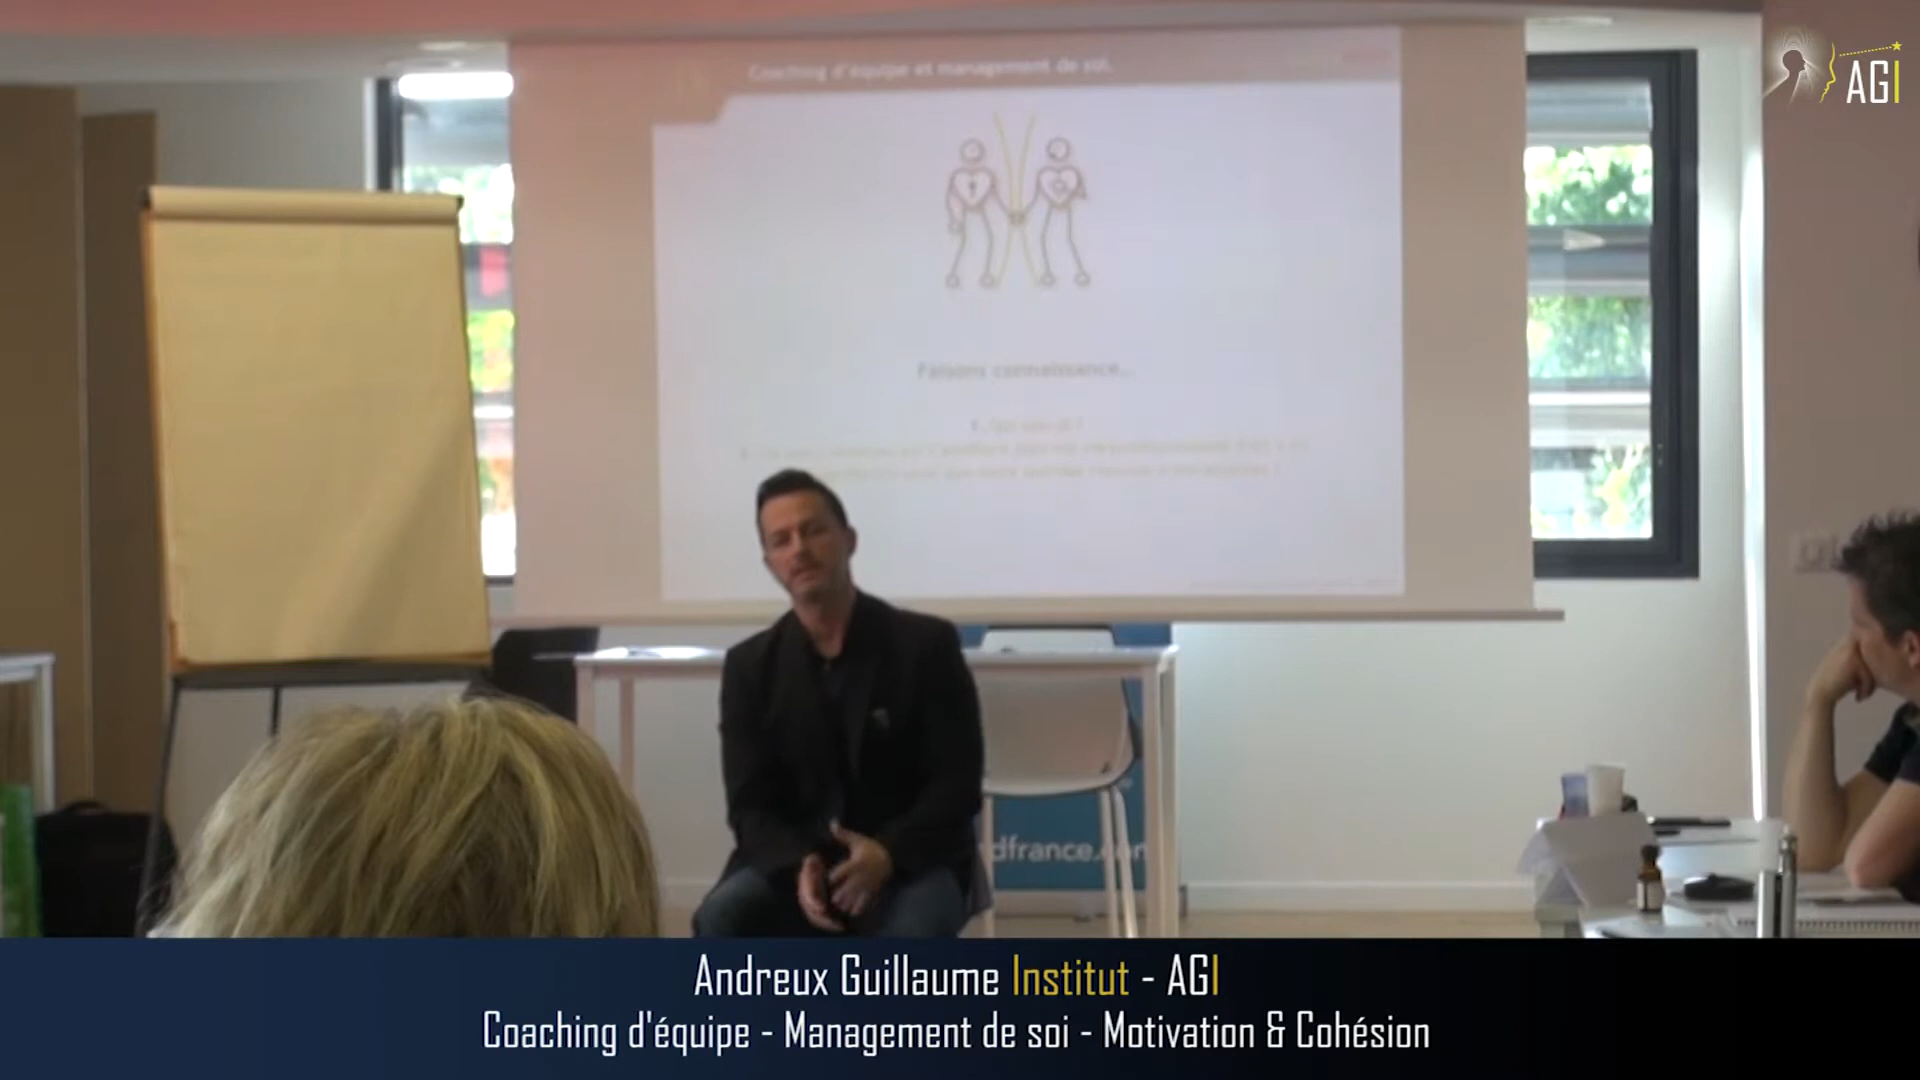 AGI
Coaching d'équipe et management de soi.
Faisons connaissance...
dfrance.com
Andreux Guillaume Institut - AGI
Coaching d'équipe - Management de soi - Motivation & Cohésion